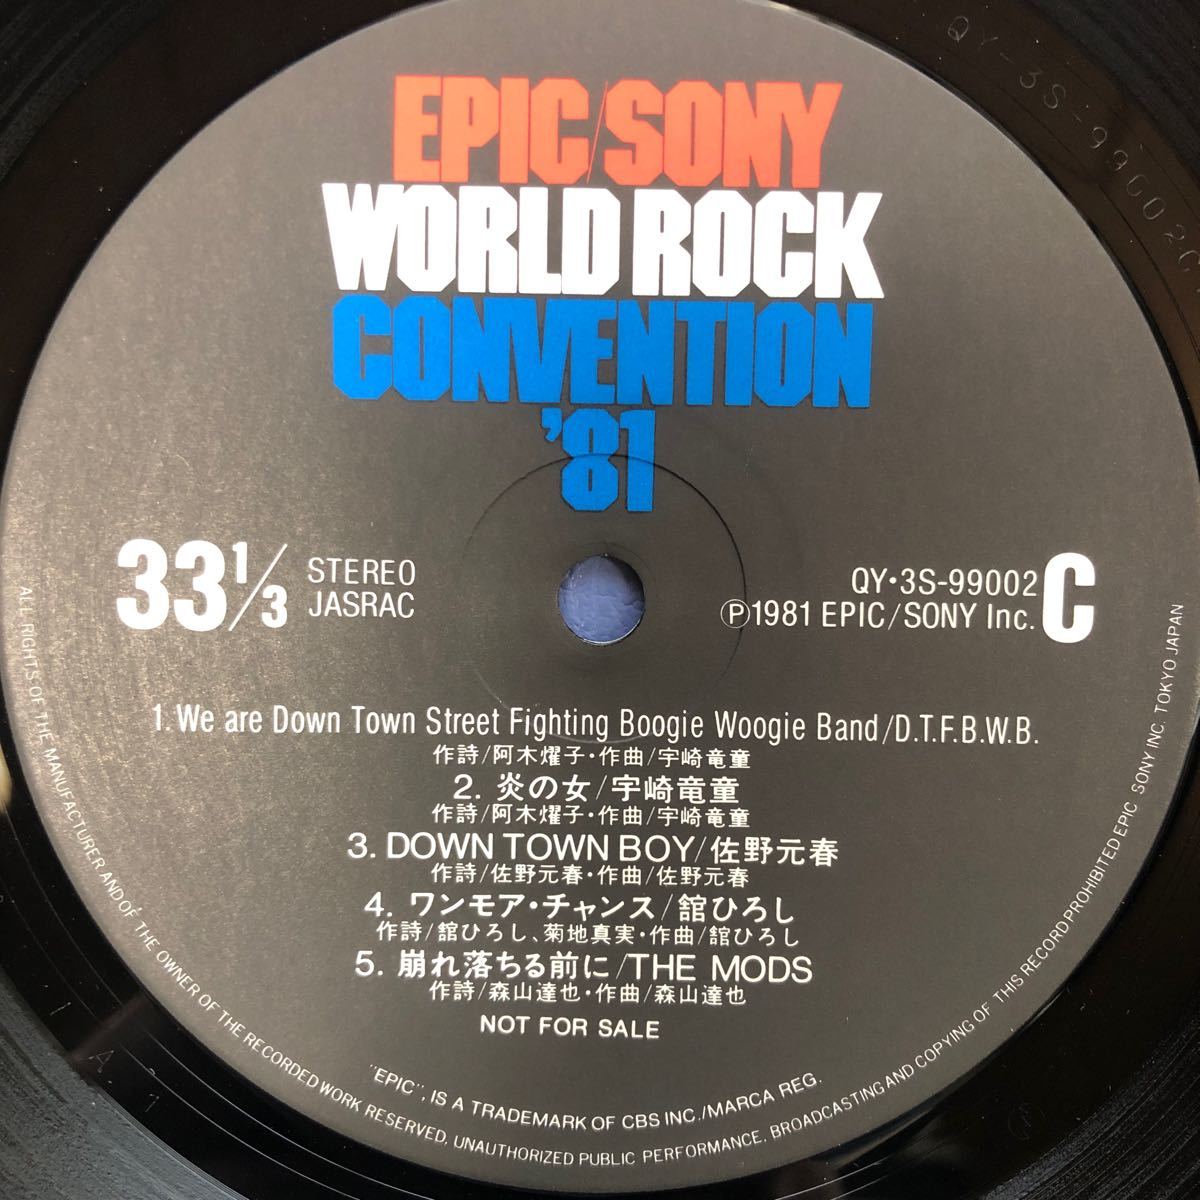 EPIC/SONY
WORLD ROCK
CONVENTION
'81
33 1/3
STEREO
JASRAC
QY・3S-99002
Ⓟ1981 EPIC/SONY Inc.
C
1. We are Down Town Street Fighting Boogie Woogie Band/D.T.F.B.W.B.
作詩/阿木燿子・作曲/宇崎竜童
2. 炎の女/宇崎竜童
作詩/阿木燿子・作曲/宇崎竜童
3. DOWN TOWN BOY/佐野元春
作詩/佐野元春・作曲/佐野元春
4. ワンモア・チャンス/舘ひろし
作詩/舘ひろし、菊地真実・作曲/舘ひろし
5. 崩れ落ちる前に/THE MODS
作詩/森山達也・作曲/森山達也
NOT FOR SALE
"EPIC", IS A TRADEMARK OF CBS INC./MARCA REG.
ALL RIGHTS OF THE MANUFACTURER AND OF THE OWNER OF THE RECORDED WORK RESERVED. UNAUTHORIZED PUBLIC PERFORMANCE. BROADCASTING AND COPYING OF THIS RECORD PROHIBITED EPIC SONY INC. TOKYO JAPAN